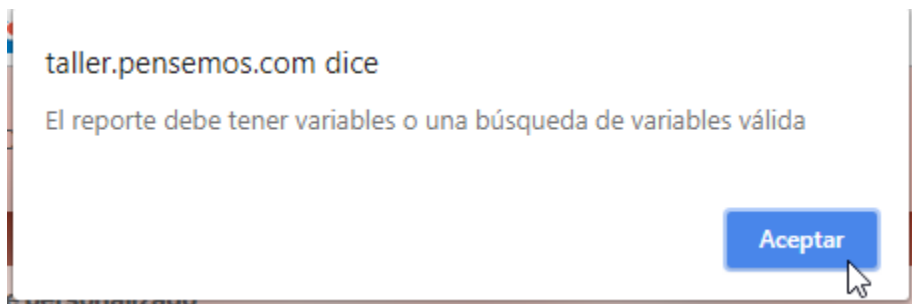 taller.pensemos.com dice
El reporte debe tener variables o una búsqueda de variables válida
Aceptar